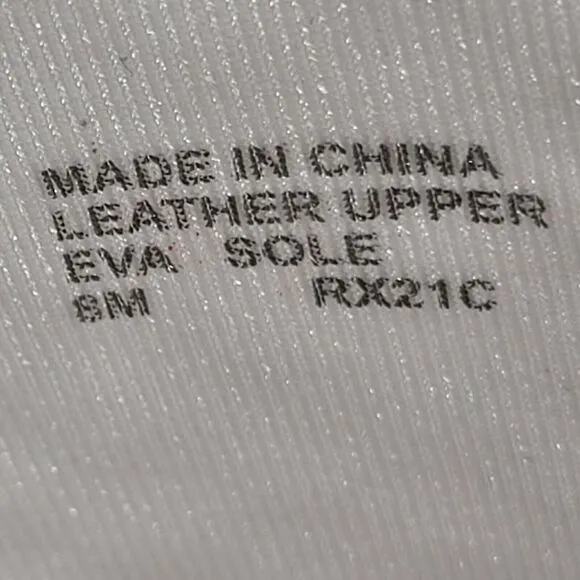 MADE IN CHINA
LEATHER UPPER
EVA SOLE
8M RX21C